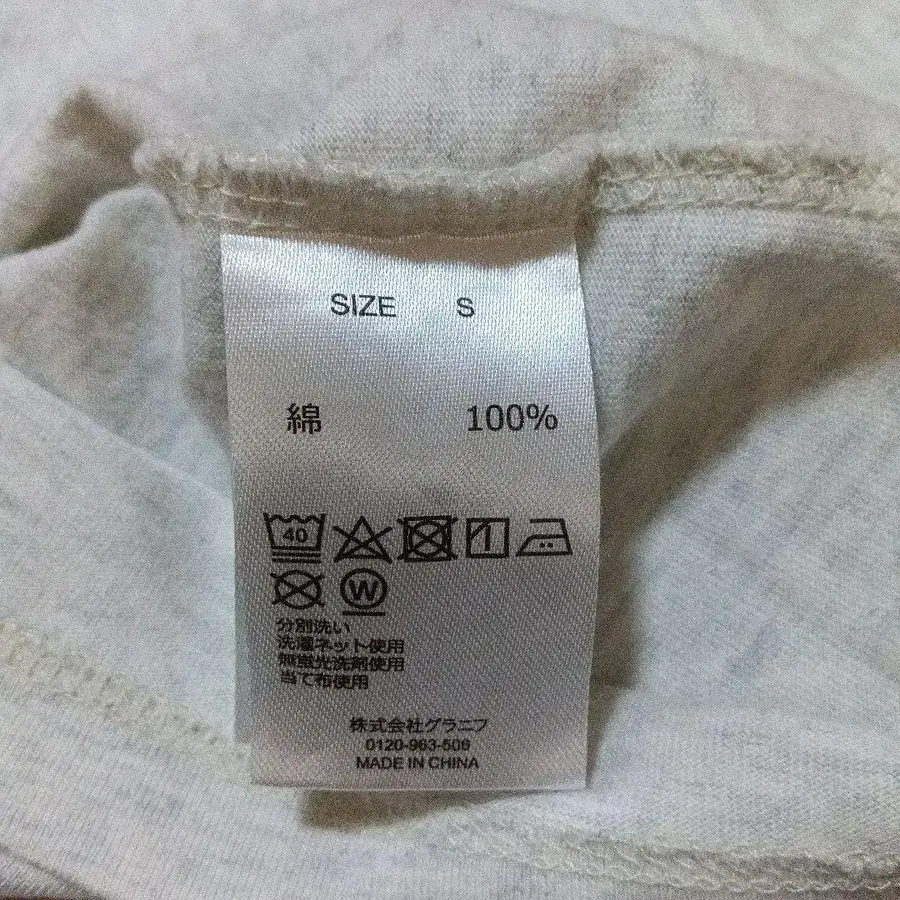 SIZE S
綿 100%
40
W
分別洗い
洗濯ネット使用
無蛍光洗剤使用
当て布使用
株式会社グラニフ
0120-963-506
MADE IN CHINA